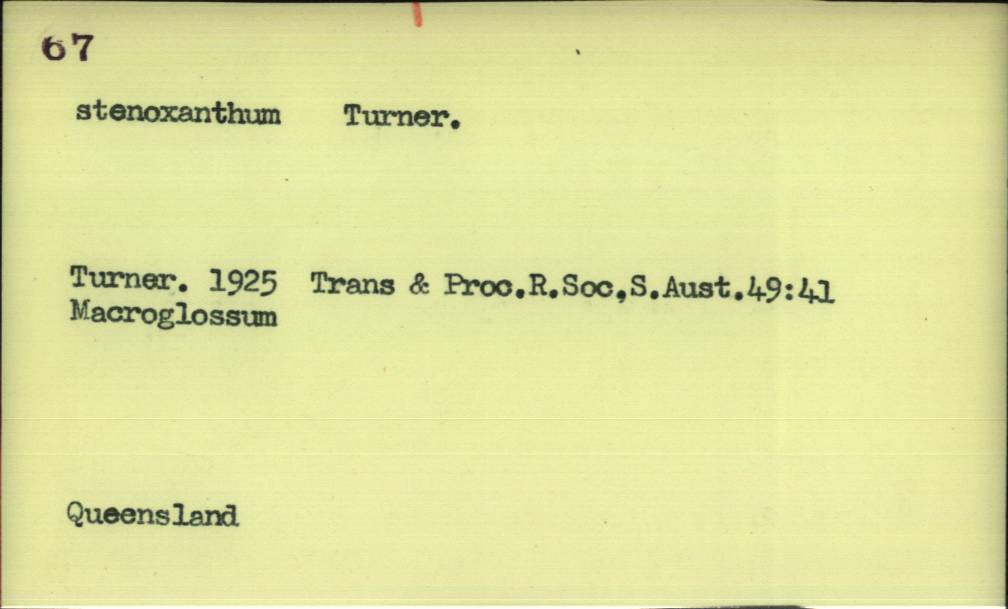 67
stenoxanthum Turner.
Turner. 1925 Trans & Proc.R.Soc,S.Aust.49:41
Macroglossum
Queensland